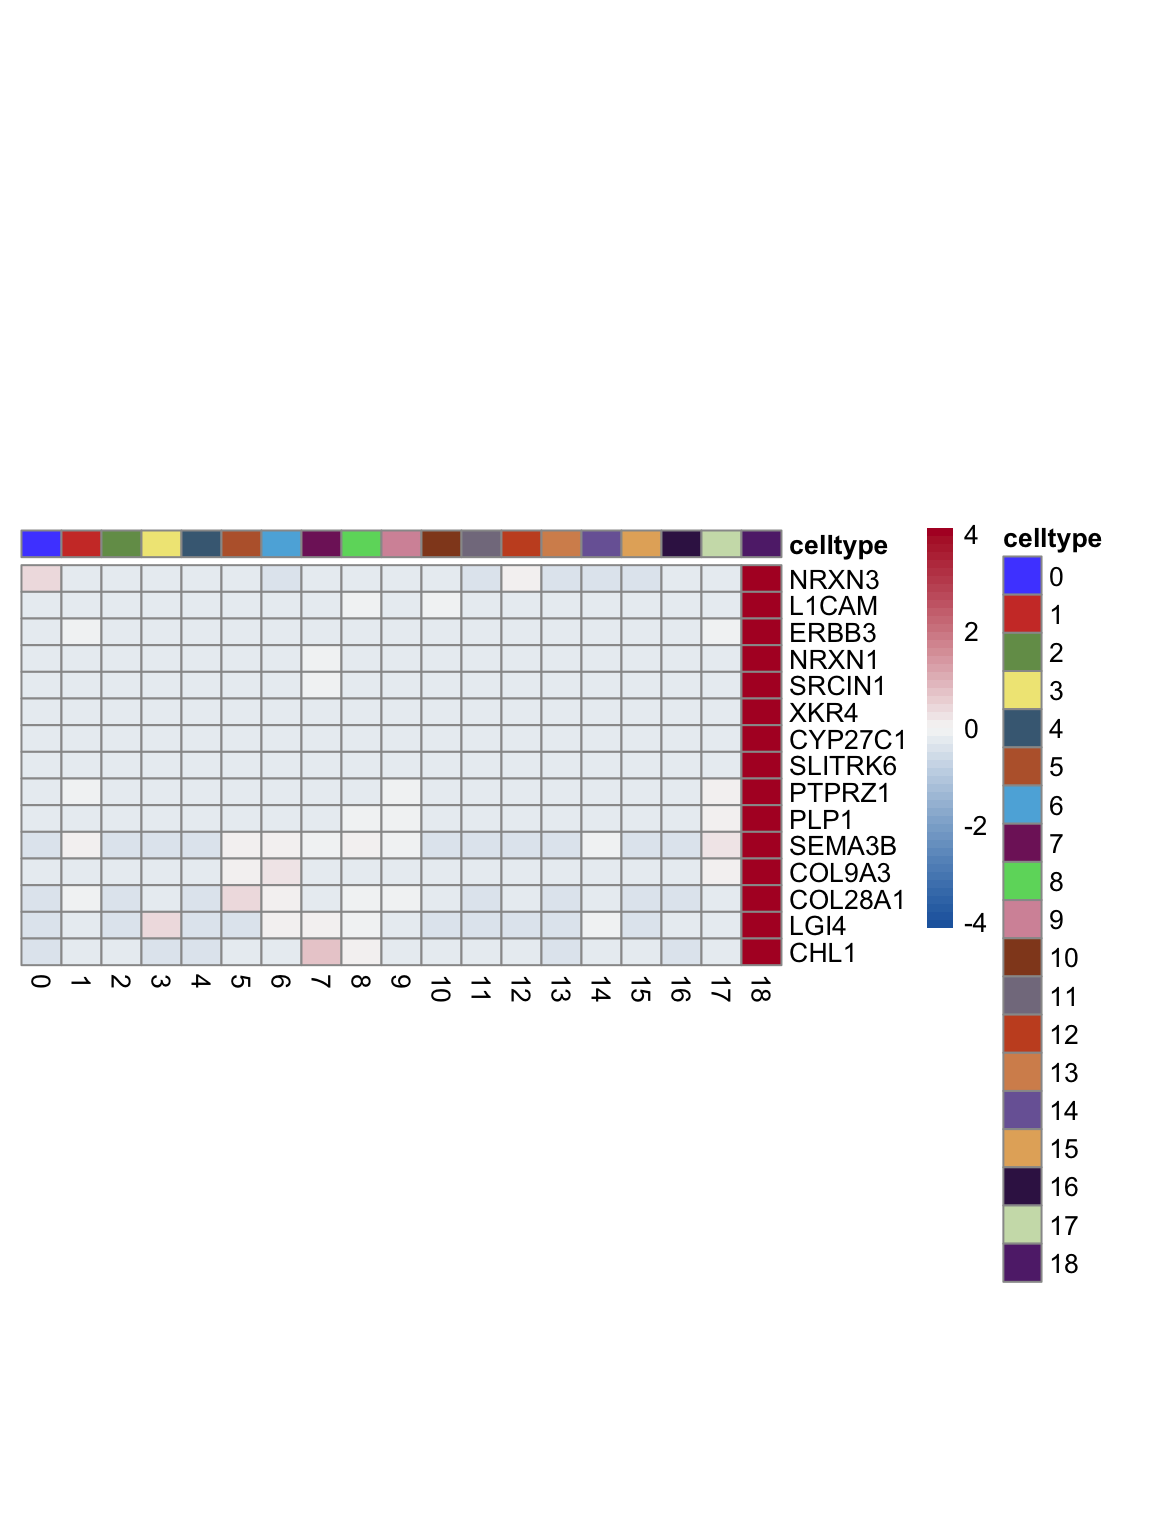 celltype
NRXN3
L1CAM
ERBB3
NRXN1
SRCIN1
XKR4
CYP27C1
SLITRK6
PTPRZ1
PLP1
SEMA3B
COL9A3
COL28A1
LGI4
CHL1
0 1 2 3 4 5 6 7 8 9 10 11 12 13 14 15 16 17 18
4
2
0
-2
-4
celltype
0
1
2
3
4
5
6
7
8
9
10
11
12
13
14
15
16
17
18